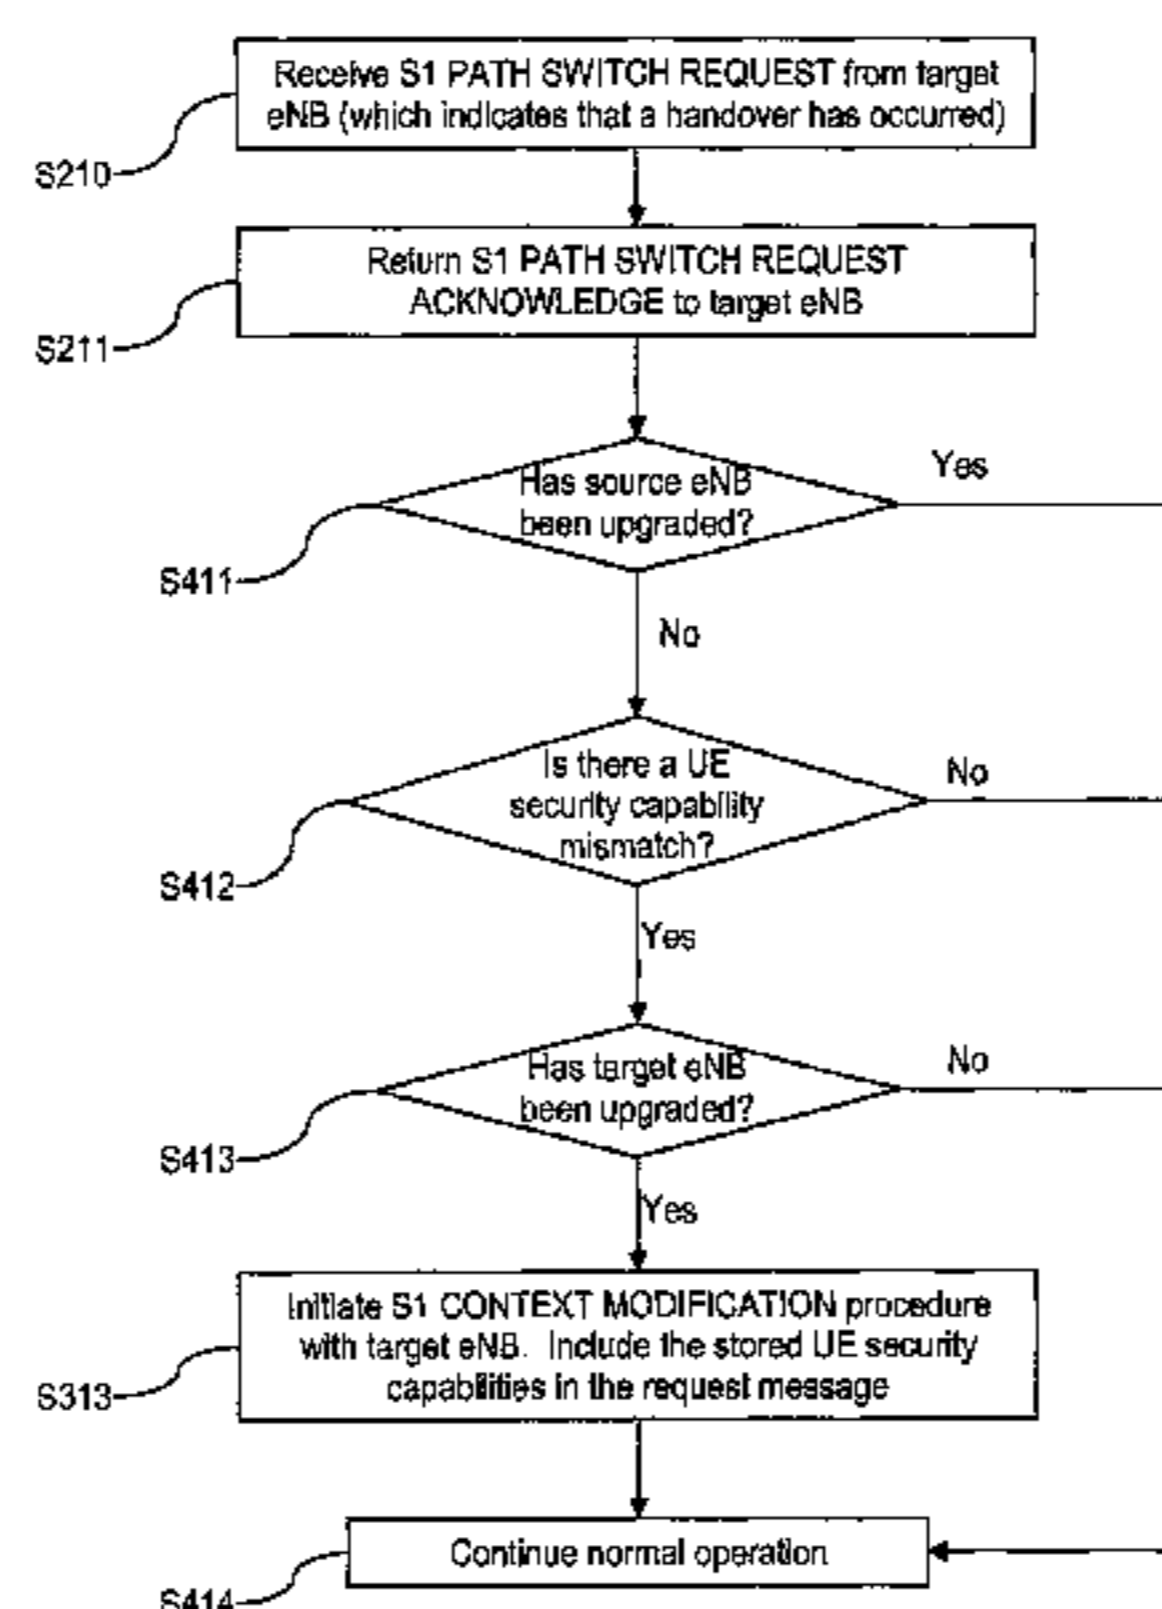 Receive S1 PATH SWITCH REQUEST from target
eNB (which indicates that a handover has occurred)
S210
Return S1 PATH SWITCH REQUEST
ACKNOWLEDGE to target eNB
S211
Has source eNB
been upgraded?
Yes
S411
No
Is there a UE
security capability
mismatch?
No
S412
Yes
Has target eNB
been upgraded?
No
S413
Yes
Initiate S1 CONTEXT MODIFICATION procedure
with target eNB. Include the stored UE security
capabilities in the request message
S313
Continue normal operation
S414